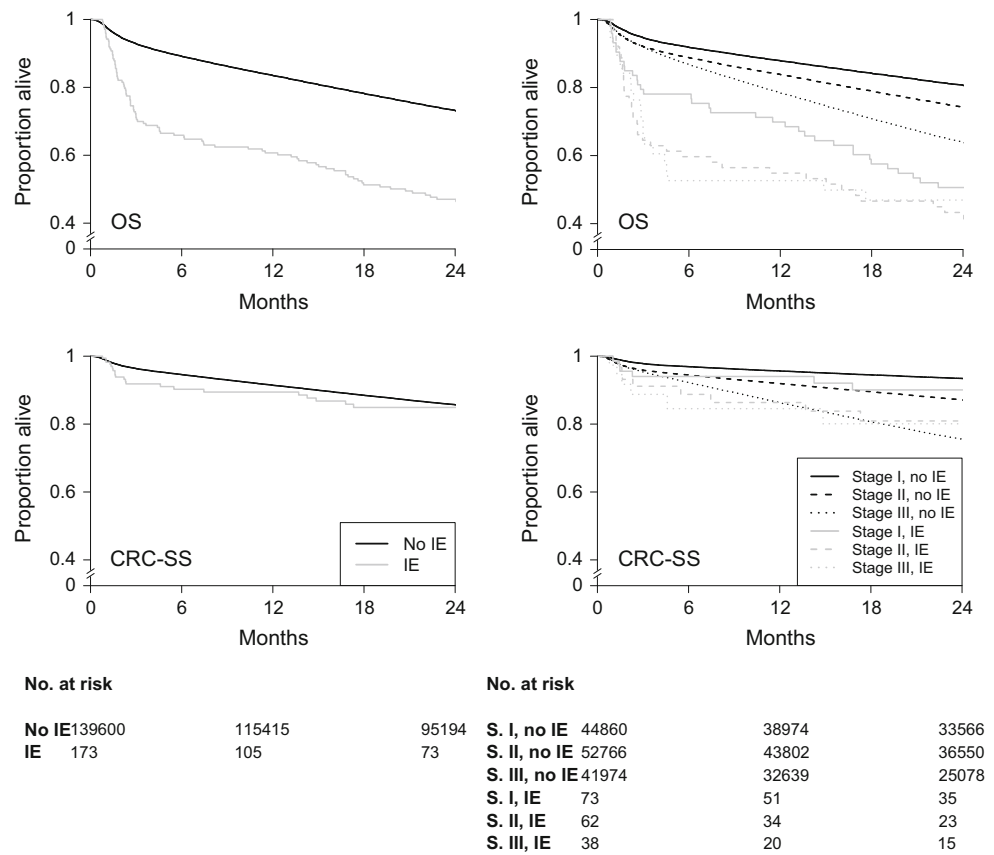 Proportion alive
1
0.8
0.6
0.4
0
OS
0 6 12 18 24
Months
Proportion alive
1
0.8
0.6
0.4
0
OS
0 6 12 18 24
Months
Proportion alive
1
0.8
0.6
0.4
0
CRC-SS
No IE
IE
0 6 12 18 24
Months
Proportion alive
1
0.8
0.6
0.4
0
CRC-SS
Stage I, no IE
Stage II, no IE
Stage III, no IE
Stage I, IE
Stage II, IE
Stage III, IE
0 6 12 18 24
Months
No. at risk
No IE 139600 115415 95194
IE 173 105 73
No. at risk
S. I, no IE 44860 38974 33566
S. II, no IE 52766 43802 36550
S. III, no IE 41974 32639 25078
S. I, IE 73 51 35
S. II, IE 62 34 23
S. III, IE 38 20 15